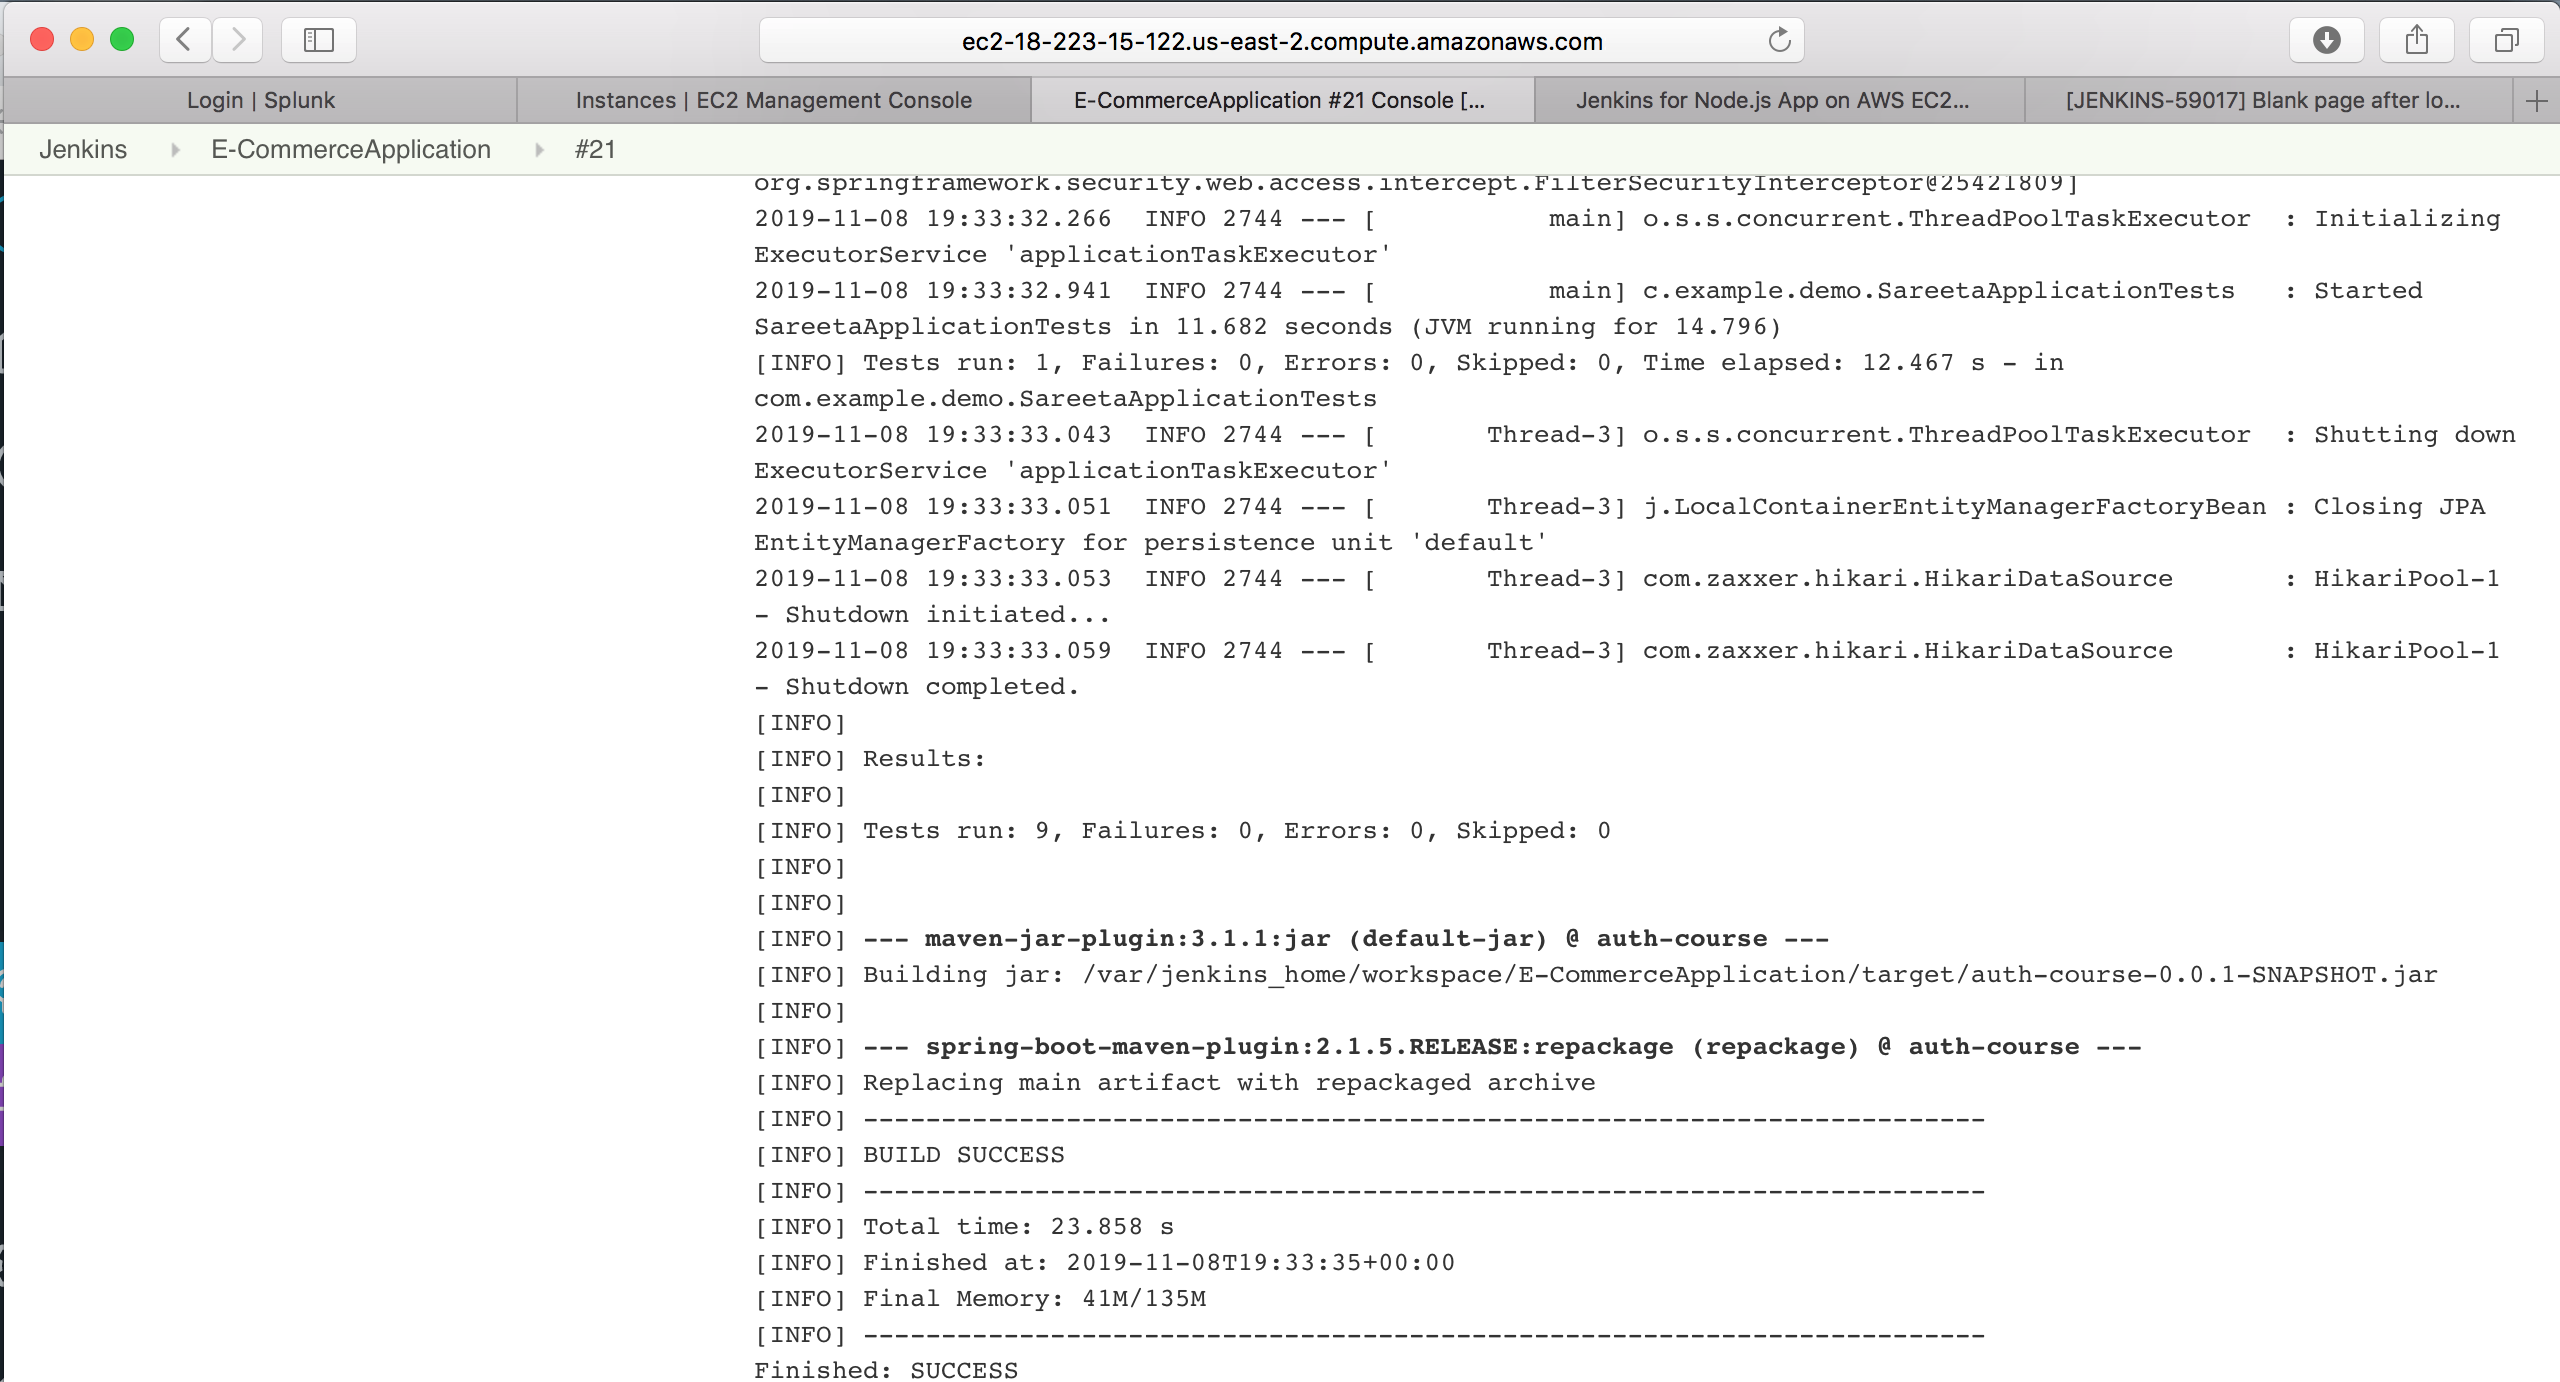 ec2-18-223-15-122.us-east-2.compute.amazonaws.com
Login | Splunk
Instances | EC2 Management Console
E-CommerceApplication #21 Console [...
Jenkins for Node.js App on AWS EC2...
[JENKINS-59017] Blank page after lo...
Jenkins E-CommerceApplication #21
org.springframework.security.web.access.intercept.FilterSecurityInterceptor@25421809]
2019-11-08 19:33:32.266  INFO 2744 --- [           main] o.s.s.concurrent.ThreadPoolTaskExecutor  : Initializing
ExecutorService 'applicationTaskExecutor'
2019-11-08 19:33:32.941  INFO 2744 --- [           main] c.example.demo.SareetaApplicationTests   : Started
SareetaApplicationTests in 11.682 seconds (JVM running for 14.796)
[INFO] Tests run: 1, Failures: 0, Errors: 0, Skipped: 0, Time elapsed: 12.467 s - in
com.example.demo.SareetaApplicationTests
2019-11-08 19:33:33.043  INFO 2744 --- [       Thread-3] o.s.s.concurrent.ThreadPoolTaskExecutor  : Shutting down
ExecutorService 'applicationTaskExecutor'
2019-11-08 19:33:33.051  INFO 2744 --- [       Thread-3] j.LocalContainerEntityManagerFactoryBean : Closing JPA
EntityManagerFactory for persistence unit 'default'
2019-11-08 19:33:33.053  INFO 2744 --- [       Thread-3] com.zaxxer.hikari.HikariDataSource       : HikariPool-1
- Shutdown initiated...
2019-11-08 19:33:33.059  INFO 2744 --- [       Thread-3] com.zaxxer.hikari.HikariDataSource       : HikariPool-1
- Shutdown completed.
[INFO]
[INFO] Results:
[INFO]
[INFO] Tests run: 9, Failures: 0, Errors: 0, Skipped: 0
[INFO]
[INFO]
[INFO] --- maven-jar-plugin:3.1.1:jar (default-jar) @ auth-course ---
[INFO] Building jar: /var/jenkins_home/workspace/E-CommerceApplication/target/auth-course-0.0.1-SNAPSHOT.jar
[INFO]
[INFO] --- spring-boot-maven-plugin:2.1.5.RELEASE:repackage (repackage) @ auth-course ---
[INFO] Replacing main artifact with repackaged archive
[INFO] ------------------------------------------------------------------------
[INFO] BUILD SUCCESS
[INFO] ------------------------------------------------------------------------
[INFO] Total time: 23.858 s
[INFO] Finished at: 2019-11-08T19:33:35+00:00
[INFO] Final Memory: 41M/135M
[INFO] ------------------------------------------------------------------------
Finished: SUCCESS